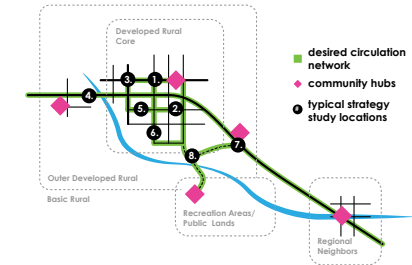 Developed Rural
Core
desired circulation
network
community hubs
# typical strategy
study locations
3.
1.
4.
5.
2.
6.
7.
8.
Outer Developed Rural
Basic Rural
Recreation Areas/
Public Lands
Regional
Neighbors